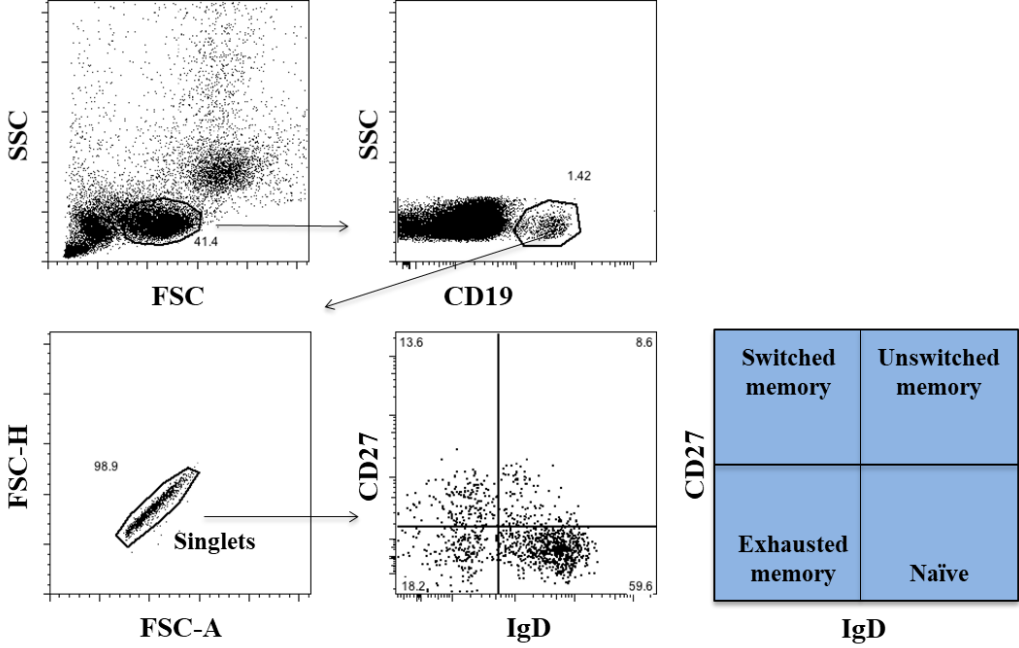 SSC
41.4
FSC
SSC
1.42
CD19
FSC-H
98.9
Singlets
FSC-A
CD27
13.6
8.6
18.2
59.6
IgD
CD27
Switched
memory
Unswitched
memory
Exhausted
memory
Naïve
IgD